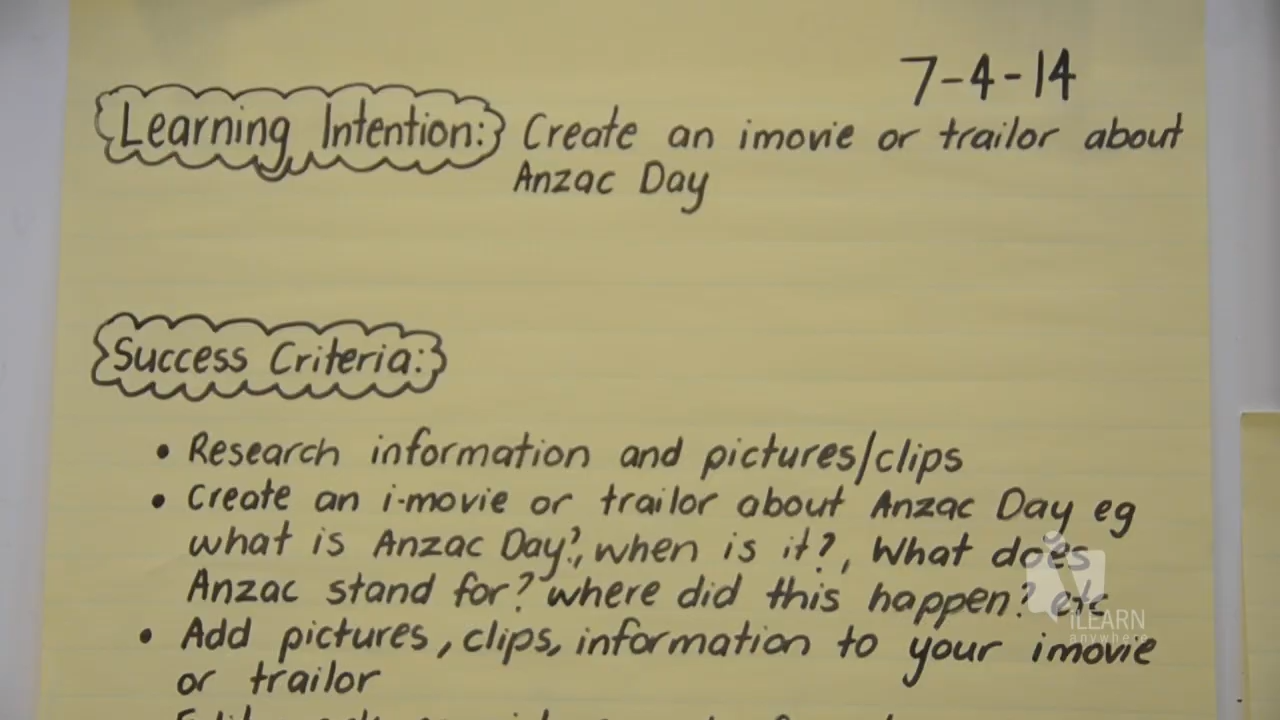 7-4-14
Learning Intention: Create an imovie or trailor about
Anzac Day
Success Criteria:
• Research information and pictures/clips
• Create an i-movie or trailor about Anzac Day eg
what is Anzac Day?, when is it?, What does
Anzac stand for? where did this happen? etc
• Add pictures, clips, information to your imovie
or trailor
iLEARN
anywhere